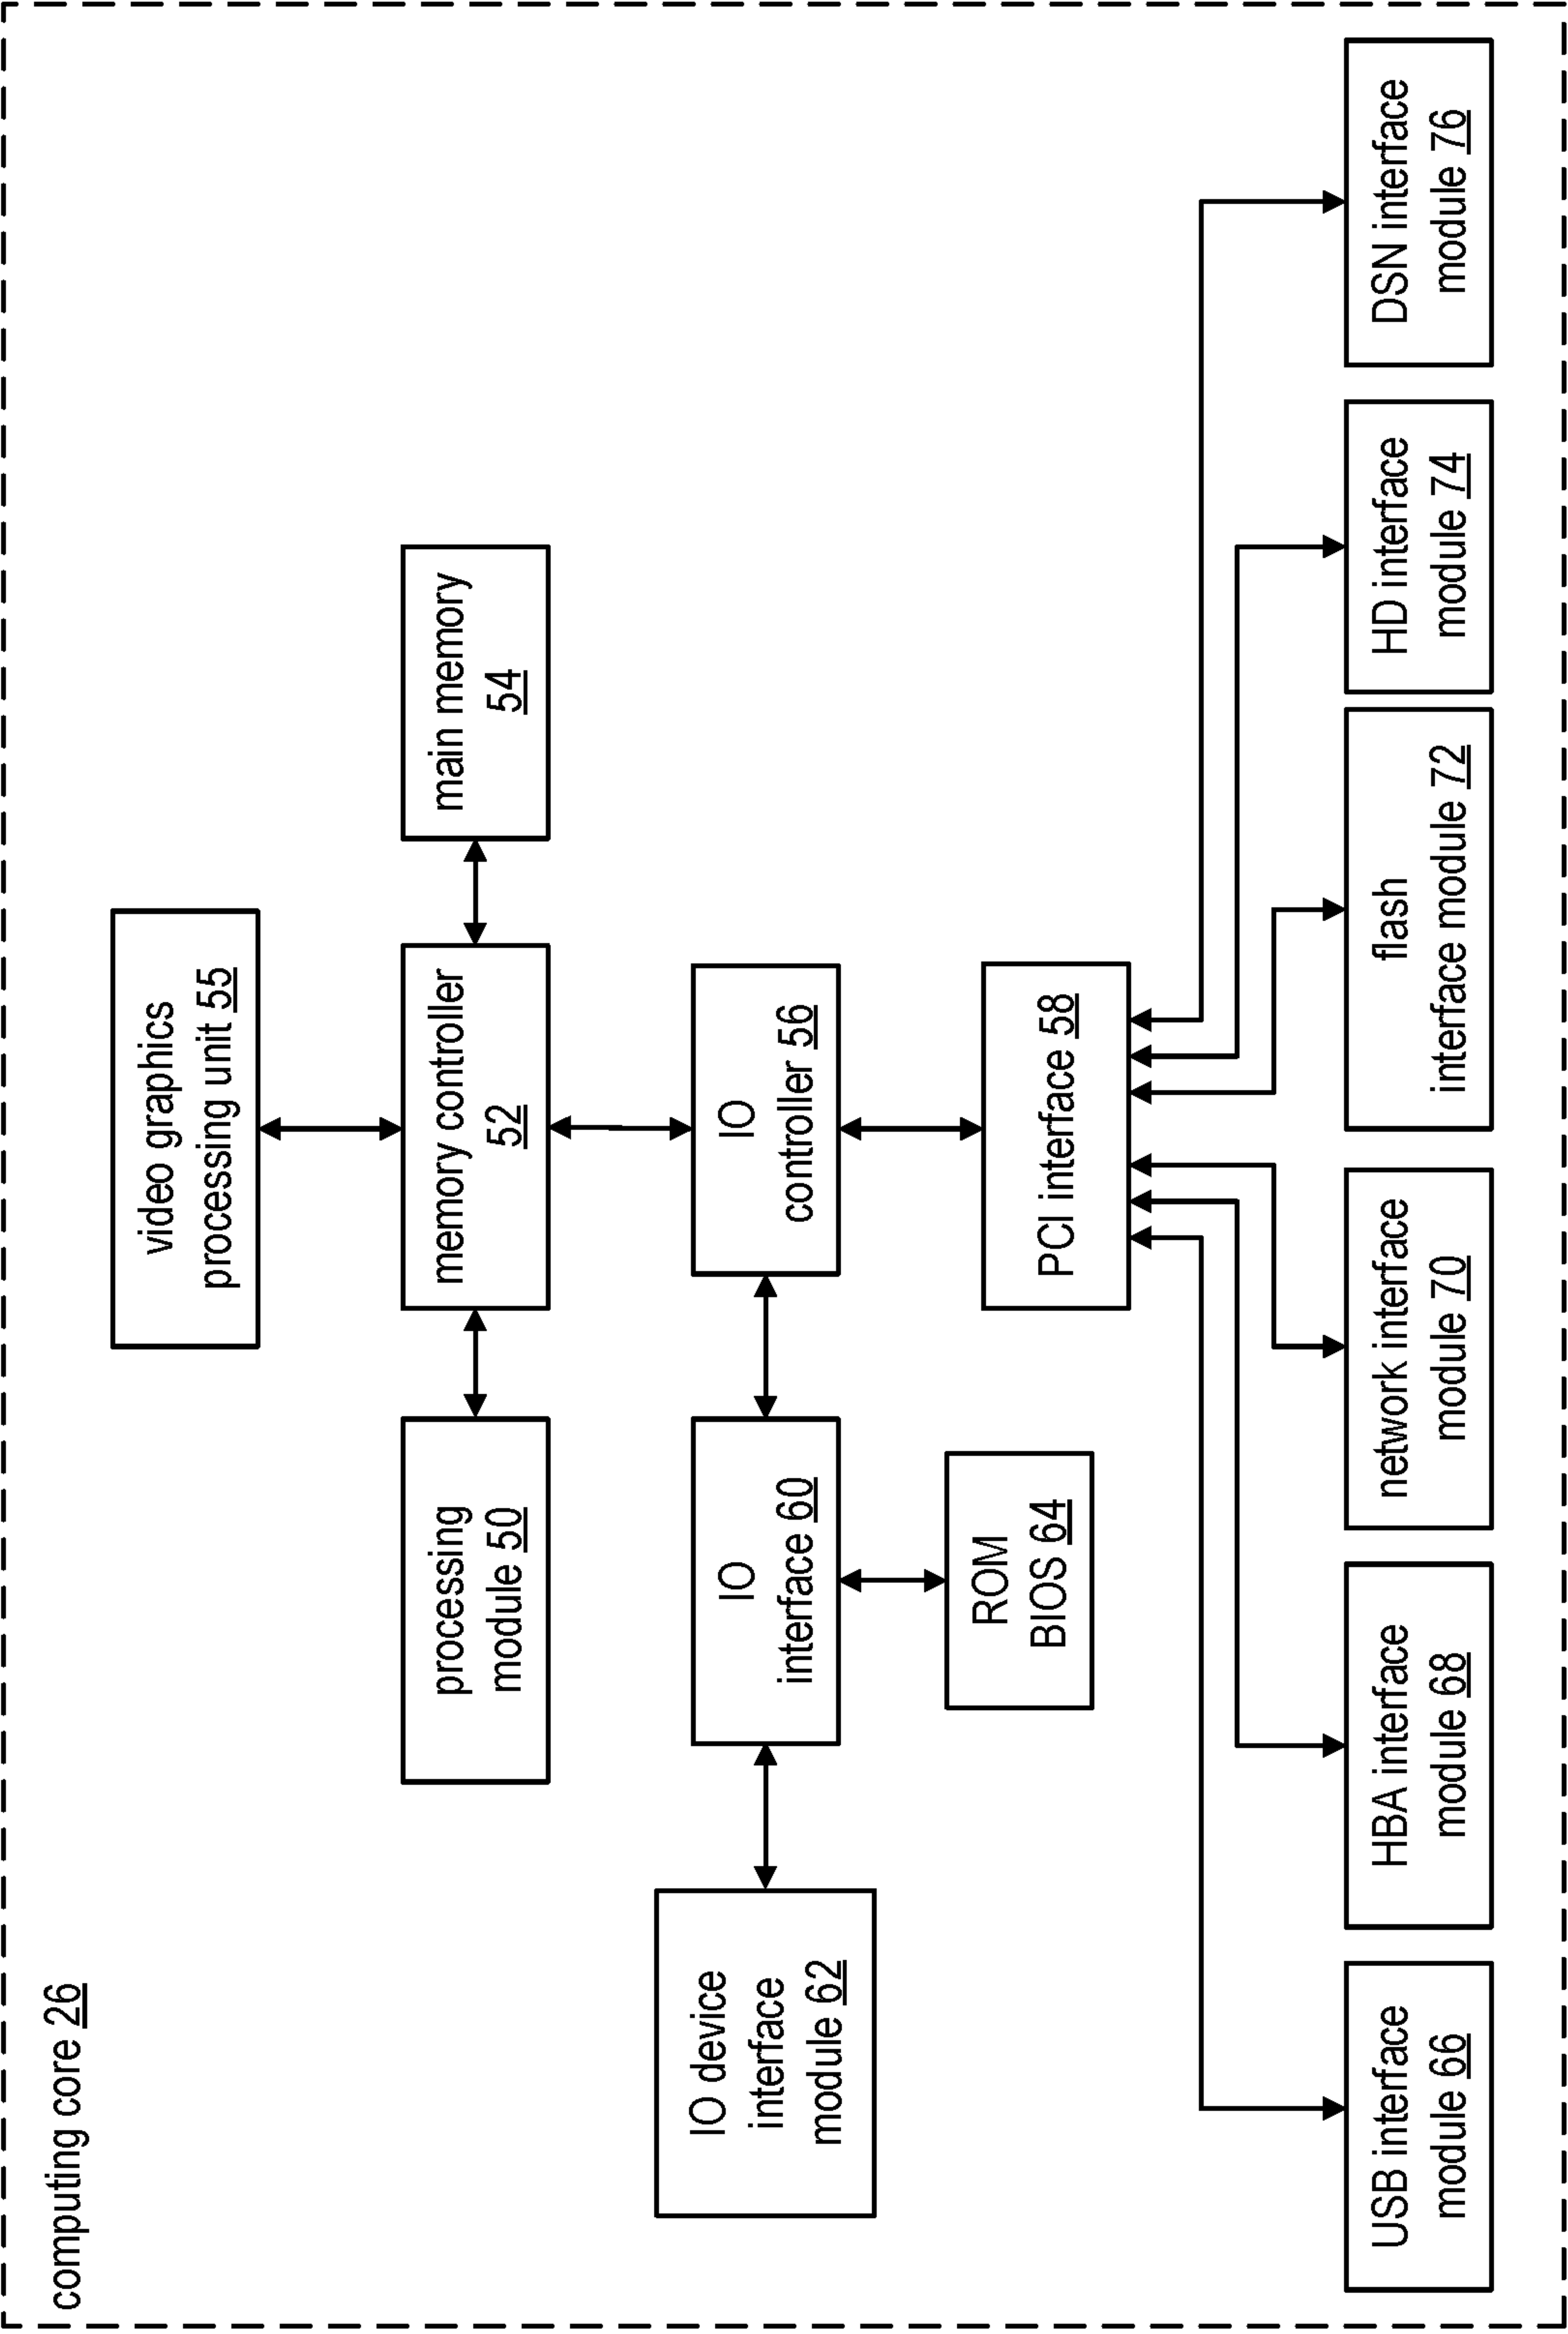 computing core 26
video graphics
processing unit 55
processing
module 50
memory controller
52
main memory
54
IO device
interface
module 62
IO
interface 60
IO
controller 56
ROM
BIOS 64
PCI interface 58
USB interface
module 66
HBA interface
module 68
network interface
module 70
flash
interface module 72
HD interface
module 74
DSN interface
module 76